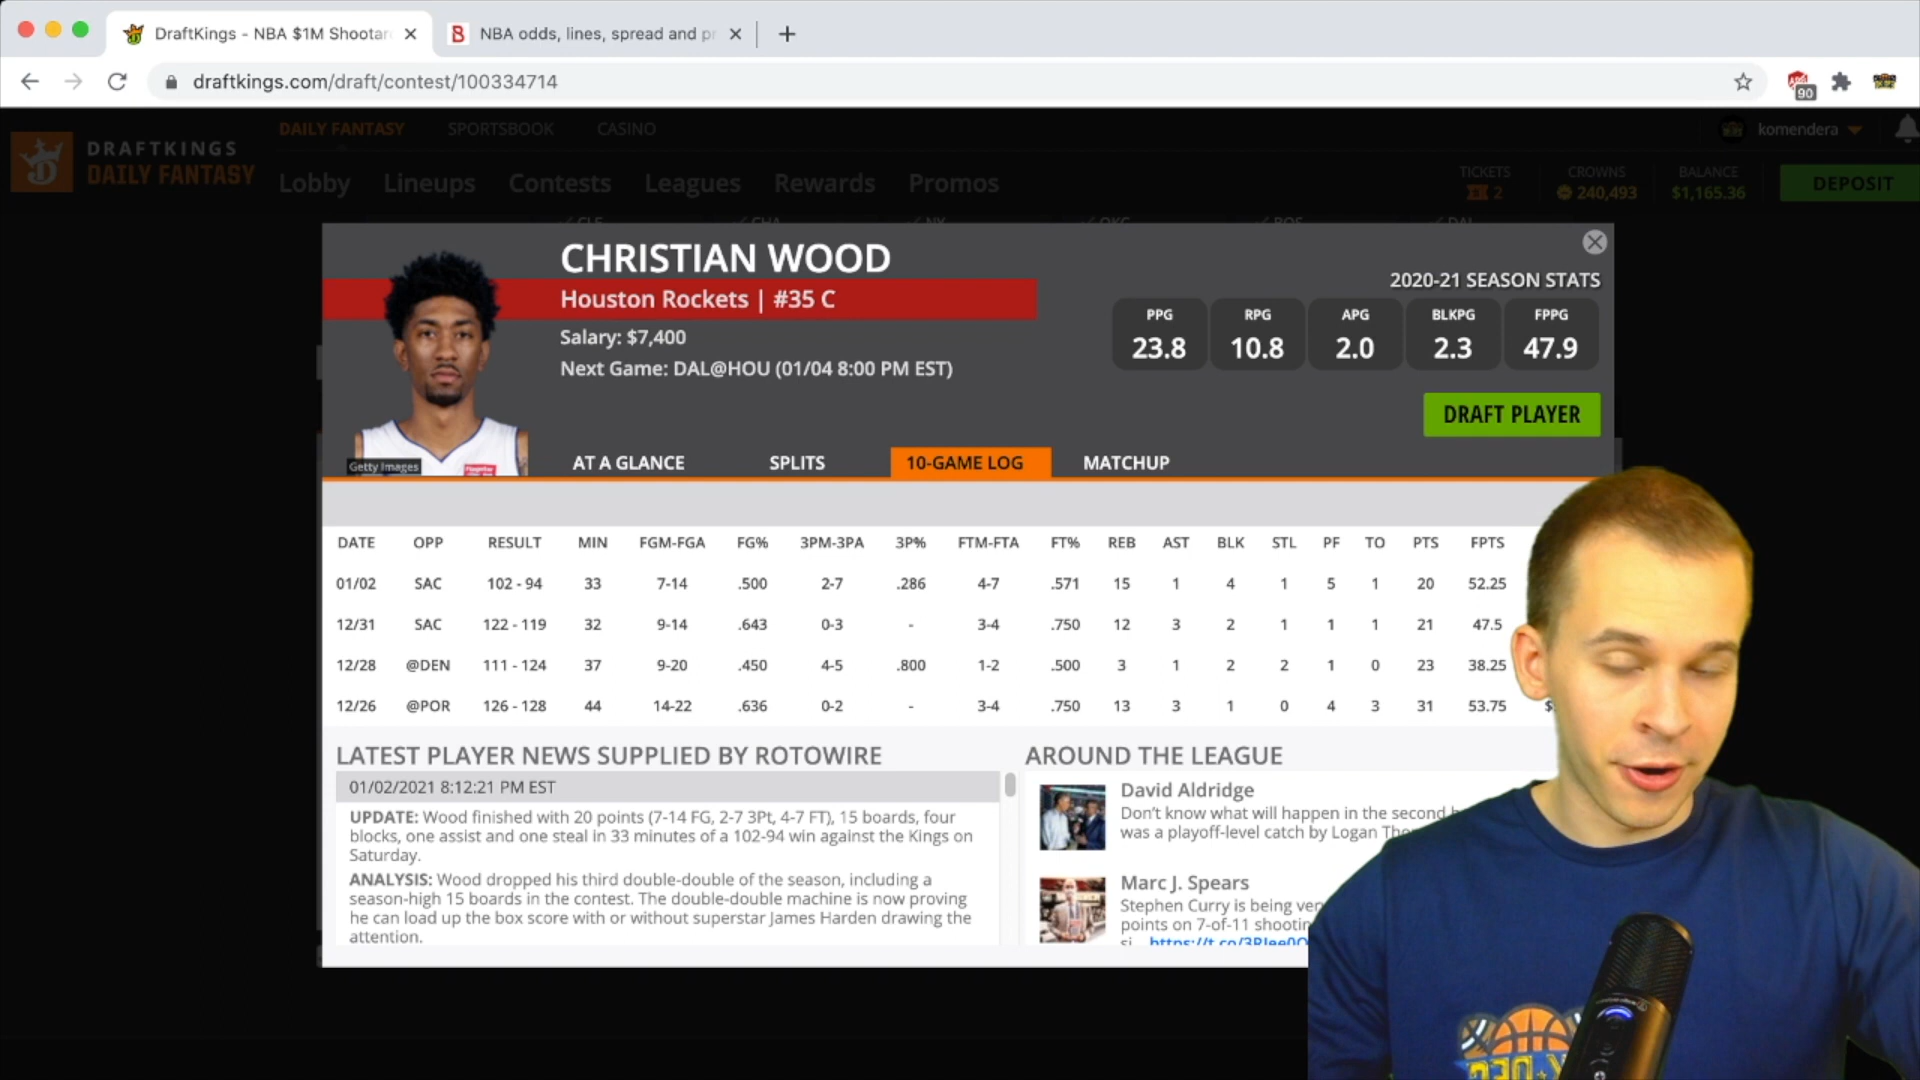 DraftKings - NBA $1M Shootar
NBA odds, lines, spread and pr
draftkings.com/draft/contest/100334714
90
DRAFTKINGS
DAILY FANTASY
DAILY FANTASY SPORTSBOOK CASINO
Lobby Lineups Contests Leagues Rewards Promos
komendera
TICKETS
2
CROWNS
240,493
BALANCE
$1,165.36
DEPOSIT
CHRISTIAN WOOD
Houston Rockets | #35 C
Salary: $7,400
Next Game: DAL@HOU (01/04 8:00 PM EST)
Getty Images
2020-21 SEASON STATS
PPG RPG APG BLKPG FPPG
23.8 10.8 2.0 2.3 47.9
DRAFT PLAYER
AT A GLANCE SPLITS 10-GAME LOG MATCHUP
DATE OPP RESULT MIN FGM-FGA FG% 3PM-3PA 3P% FTM-FTA FT% REB AST BLK STL PF TO PTS FPTS
01/02 SAC 102 - 94 33 7-14 .500 2-7 .286 4-7 .571 15 1 4 1 5 1 20 52.25
12/31 SAC 122 - 119 32 9-14 .643 0-3 - 3-4 .750 12 3 2 1 1 1 21 47.5
12/28 @DEN 111 - 124 37 9-20 .450 4-5 .800 1-2 .500 3 1 2 2 1 0 23 38.25
12/26 @POR 126 - 128 44 14-22 .636 0-2 - 3-4 .750 13 3 1 0 4 3 31 53.75 $
LATEST PLAYER NEWS SUPPLIED BY ROTOWIRE
01/02/2021 8:12:21 PM EST
UPDATE: Wood finished with 20 points (7-14 FG, 2-7 3Pt, 4-7 FT), 15 boards, four
blocks, one assist and one steal in 33 minutes of a 102-94 win against the Kings on
Saturday.
ANALYSIS: Wood dropped his third double-double of the season, including a
season-high 15 boards in the contest. The double-double machine is now proving
he can load up the box score with or without superstar James Harden drawing the
attention.
AROUND THE LEAGUE
David Aldridge
Don't know what will happen in the second h
was a playoff-level catch by Logan Tho
Marc J. Spears
Stephen Curry is being ver
points on 7-of-11 shootin